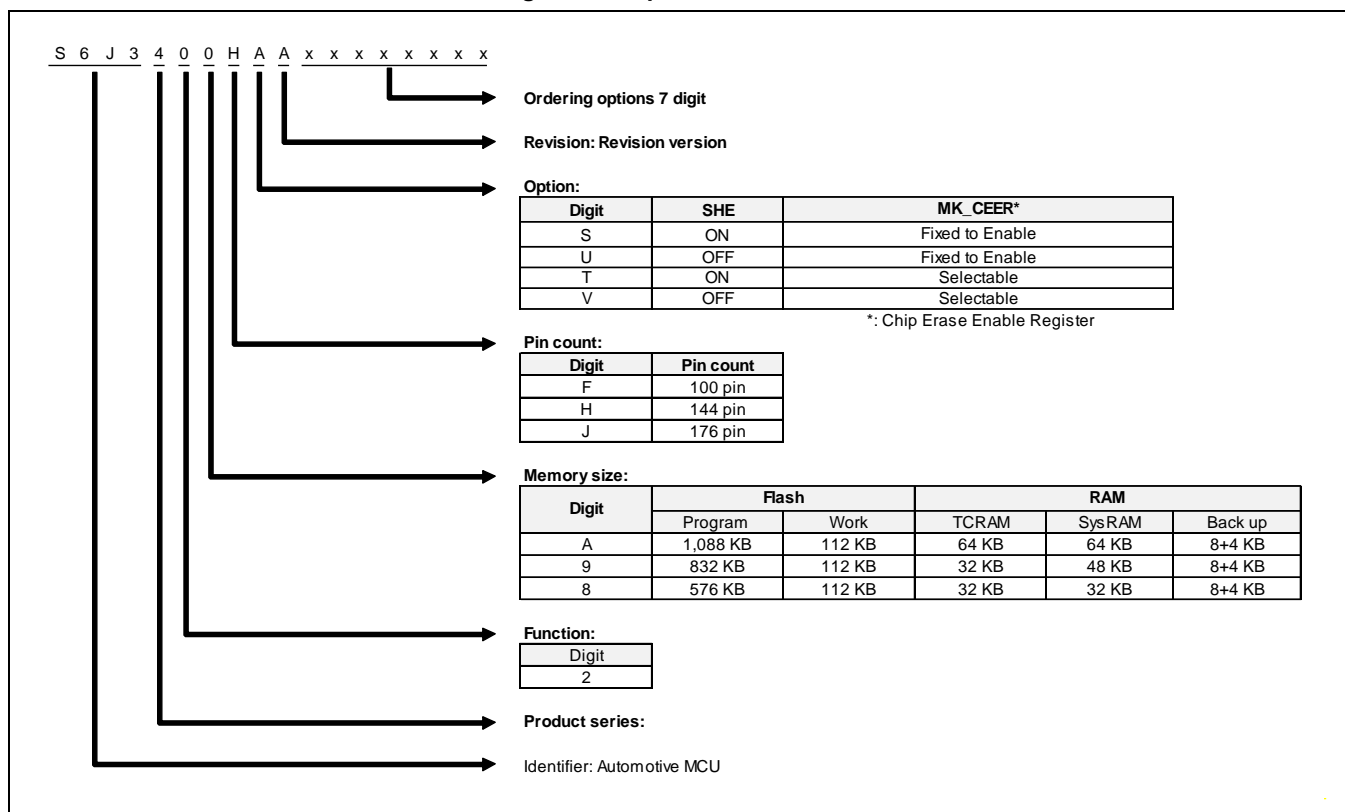 S 6 J 3 4 0 0 H A A x x x x x x x x
Ordering options 7 digit
Revision: Revision version
Option:
Digit SHE MK_CEER*
S ON Fixed to Enable
U OFF Fixed to Enable
T ON Selectable
V OFF Selectable
*: Chip Erase Enable Register
Pin count:
Digit Pin count
F 100 pin
H 144 pin
J 176 pin
Memory size:
Digit Flash RAM
Program Work TCRAM SysRAM Back up
A 1,088 KB 112 KB 64 KB 64 KB 8+4 KB
9 832 KB 112 KB 32 KB 48 KB 8+4 KB
8 576 KB 112 KB 32 KB 32 KB 8+4 KB
Function:
Digit
2
Product series:
Identifier: Automotive MCU